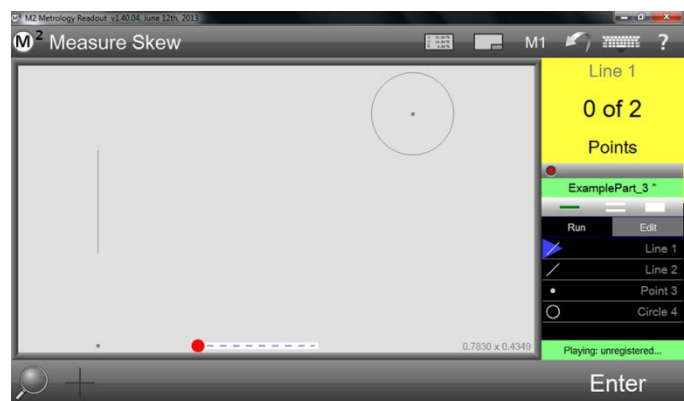 M2 Metrology Readout v1.40.04, June 12th, 2013
M² Measure Skew
M1
?
Line 1
0 of 2
Points
ExamplePart_3 *
Run Edit
Line 1
Line 2
Point 3
Circle 4
0.7830 x 0.4349
Playing: unregistered...
Enter